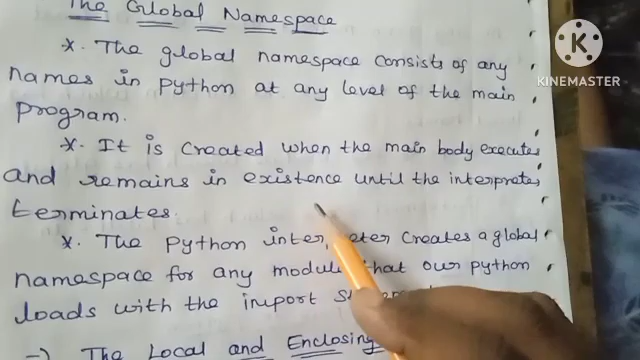 The Global Namespace
*. The global namespace consists of any
names in Python at any level of the main
program.
*. It is created when the main body executes
and remains in existence until the interpreter
terminates.
*. The Python inter eter creates a global
namespace for any module that our python
loads with the import
-) The Local and Enclosing
KINEMASTER